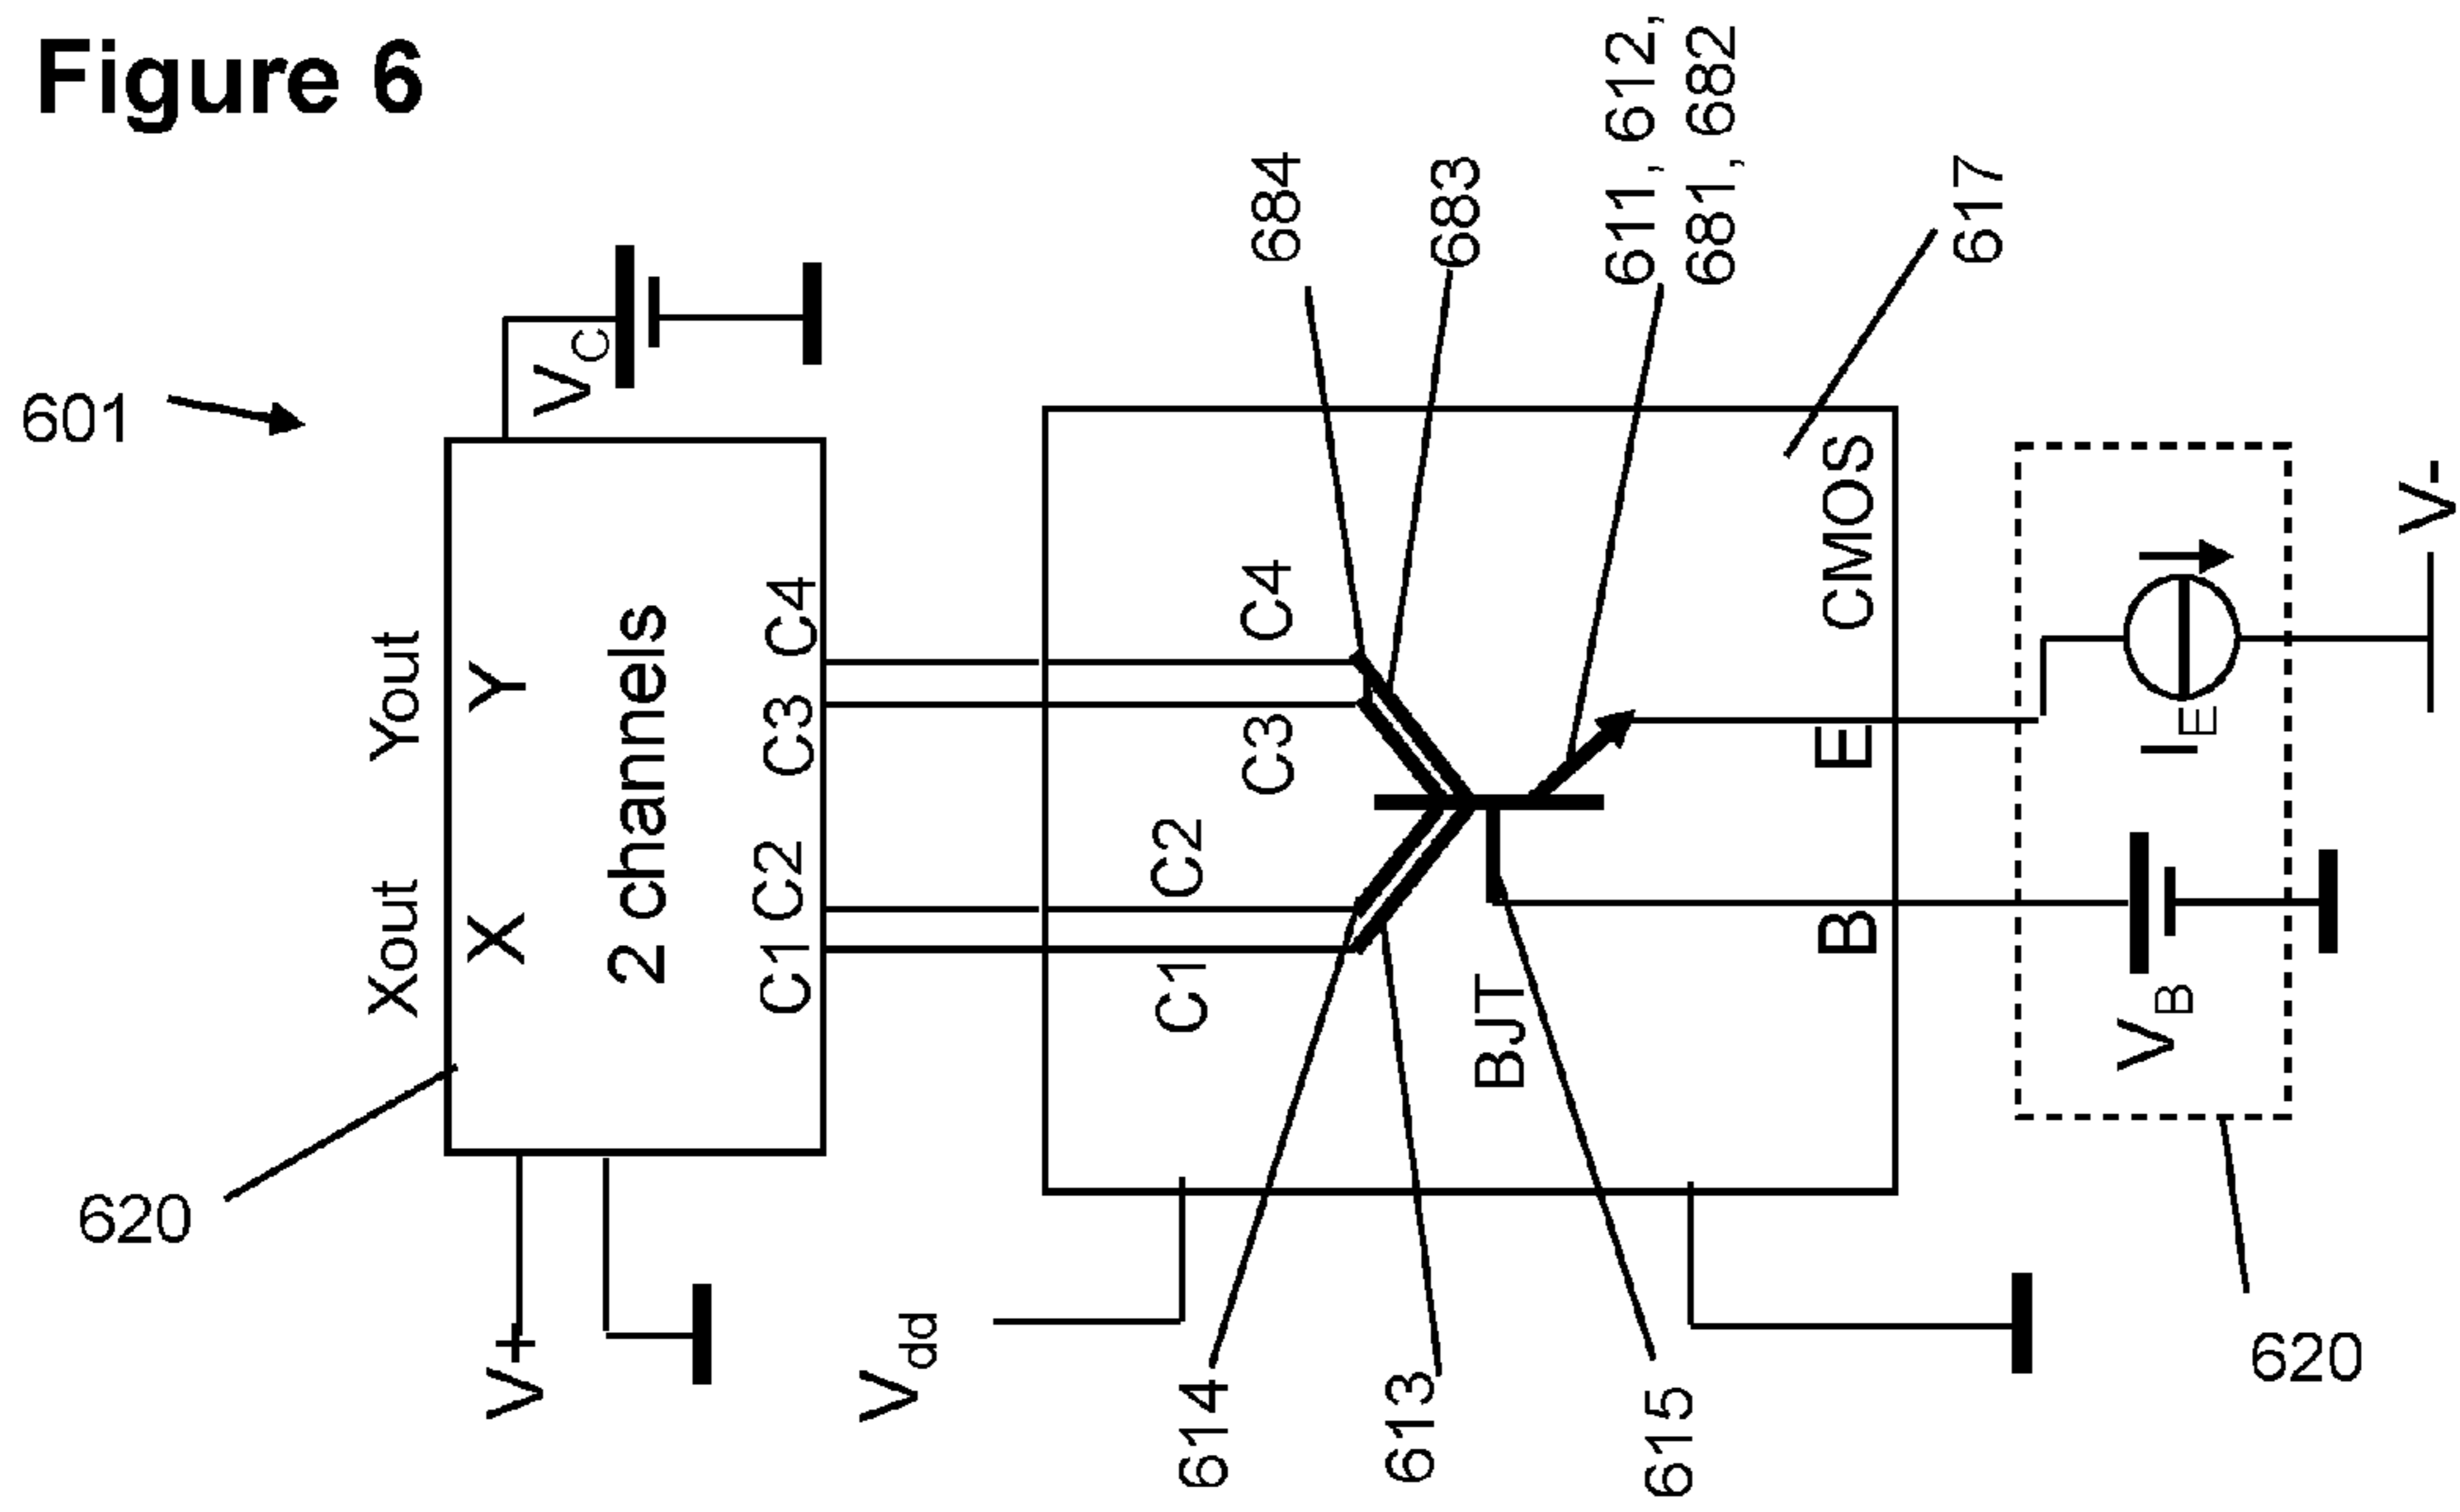 Figure 6
601
620
V+
Xout
Yout
X
Y
2 channels
C1
C2
C3
C4
VC
Vdd
C1
C2
C3
C4
BJT
B
E
CMOS
684
683
611, 612,
681, 682
617
614
613
615
VB
IE
V-
620